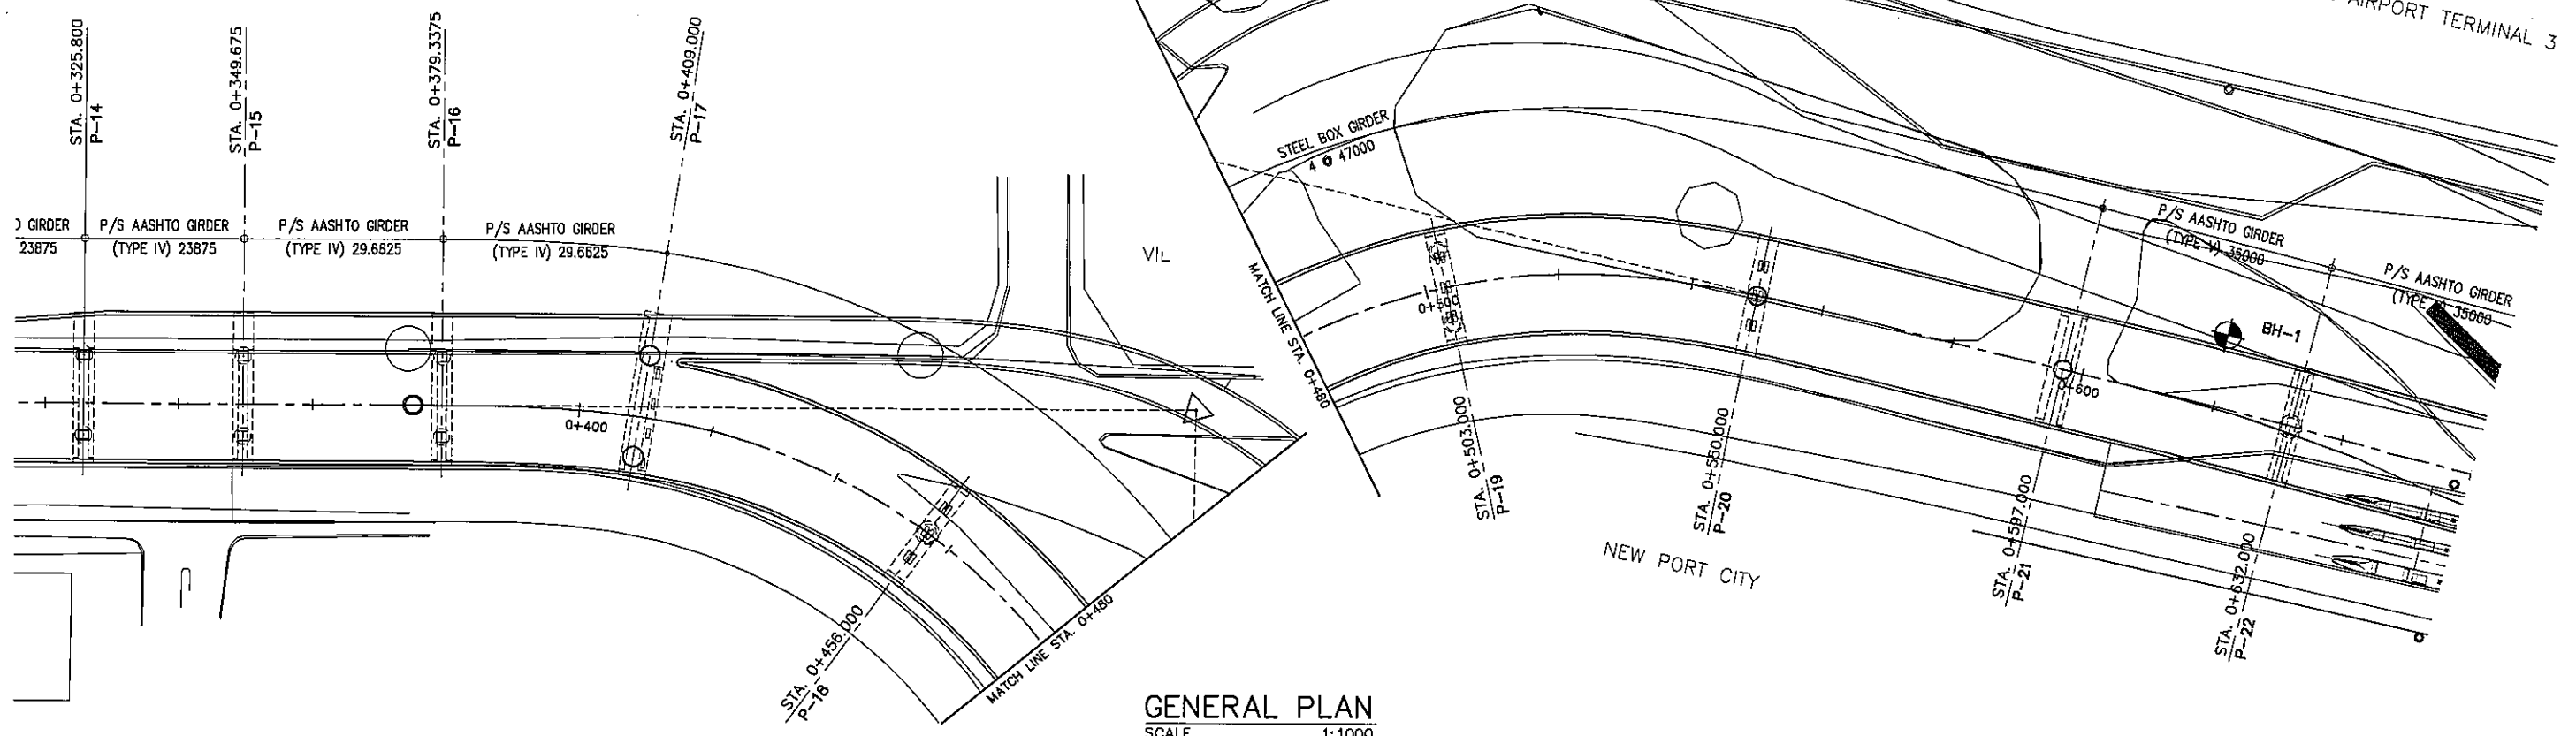 STA. 0+325.800
P-14
STA. 0+349.675
P-15
STA. 0+379.3375
P-16
STA. 0+409.000
P-17
GIRDER
23875
P/S AASHTO GIRDER
(TYPE IV) 23875
P/S AASHTO GIRDER
(TYPE IV) 29.6625
P/S AASHTO GIRDER
(TYPE IV) 29.6625
0+400
VIL
STA. 0+456.000
P-18
MATCH LINE STA. 0+480
AIRPORT TERMINAL 3
STEEL BOX GIRDER
4 @ 47000
MATCH LINE STA. 0+480
0+500
STA. 0+503.000
P-19
STA. 0+550.000
P-20
P/S AASHTO GIRDER
(TYPE V) 35000
P/S AASHTO GIRDER
(TYPE 35000
BH-1
0+600
STA. 0+597.000
P-21
STA. 0+632.000
P-22
NEW PORT CITY
GENERAL PLAN
SCALE 1:1000